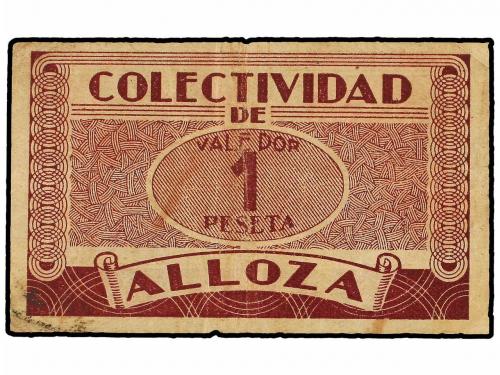 COLECTIVIDAD
DE
VALE POR
1
PESETA
ALLOZA